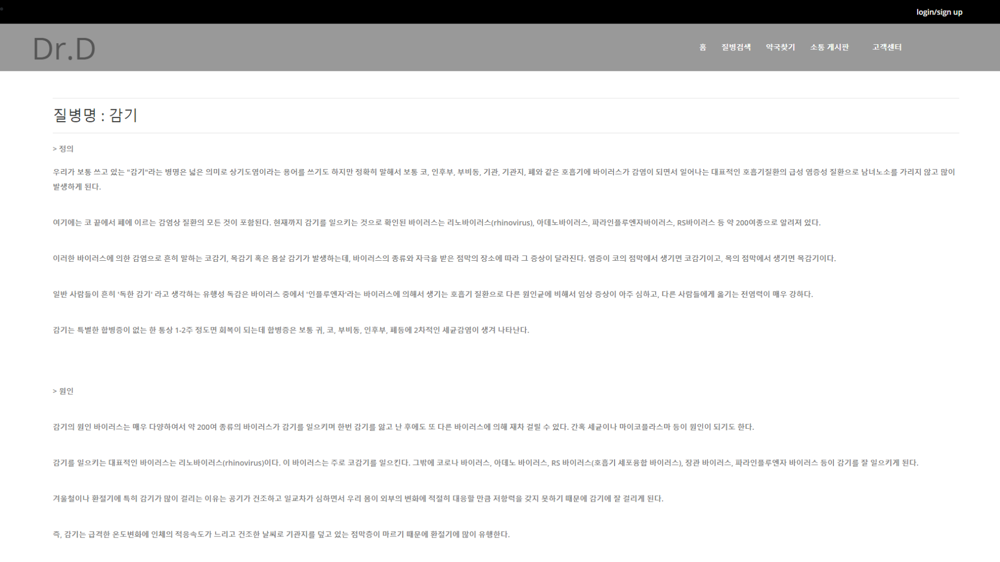 login/sign up
Dr.D
홈 질병검색 약국찾기 소통 게시판 고객센터
질병명 : 감기
> 정의
우리가 보통 쓰고 있는 "감기"라는 병명은 넓은 의미로 상기도염이라는 용어를 쓰기도 하지만 정확히 말해서 보통 코, 인후부, 부비동, 기관, 기관지, 폐와 같은 호흡기에 바이러스가 감염이 되면서 일어나는 대표적인 호흡기질환의 급성 염증성 질환으로 남녀노소를 가리지 않고 많이
발생하게 된다.
여기에는 코 끝에서 폐에 이르는 감염상 질환의 모든 것이 포함된다. 현재까지 감기를 일으키는 것으로 확인된 바이러스는 리노바이러스(rhinovirus), 아데노바이러스, 파라인플루엔자바이러스, RS바이러스 등 약 200여종으로 알려져 있다.
이러한 바이러스에 의한 감염으로 흔히 말하는 코감기, 목감기 혹은 몸살 감기가 발생하는데, 바이러스의 종류와 자극을 받은 점막의 장소에 따라 그 증상이 달라진다. 염증이 코의 점막에서 생기면 코감기이고, 목의 점막에서 생기면 목감기이다.
일반 사람들이 흔히 '독한 감기' 라고 생각하는 유행성 독감은 바이러스 중에서 '인플루엔자'라는 바이러스에 의해서 생기는 호흡기 질환으로 다른 원인균에 비해서 임상 증상이 아주 심하고, 다른 사람들에게 옮기는 전염력이 매우 강하다.
감기는 특별한 합병증이 없는 한 통상 1-2주 정도면 회복이 되는데 합병증은 보통 귀, 코, 부비동, 인후부, 폐등에 2차적인 세균감염이 생겨 나타난다.
> 원인
감기의 원인 바이러스는 매우 다양하여서 약 200여 종류의 바이러스가 감기를 일으키며 한번 감기를 앓고 난 후에도 또 다른 바이러스에 의해 재차 걸릴 수 있다. 간혹 세균이나 마이코플라스마 등이 원인이 되기도 한다.
감기를 일으키는 대표적인 바이러스는 리노바이러스(rhinovirus)이다. 이 바이러스는 주로 코감기를 일으킨다. 그밖에 코로나 바이러스, 아데노 바이러스, RS 바이러스(호흡기 세포융합 바이러스), 장관 바이러스, 파라인플루엔자 바이러스 등이 감기를 잘 일으키게 된다.
겨울철이나 환절기에 특히 감기가 많이 걸리는 이유는 공기가 건조하고 일교차가 심하면서 우리 몸이 외부의 변화에 적절히 대응할 만큼 저항력을 갖지 못하기 때문에 감기에 잘 걸리게 된다.
즉, 감기는 급격한 온도변화에 인체의 적응속도가 느리고 건조한 날씨로 기관지를 덮고 있는 점막층이 마르기 때문에 환절기에 많이 유행한다.